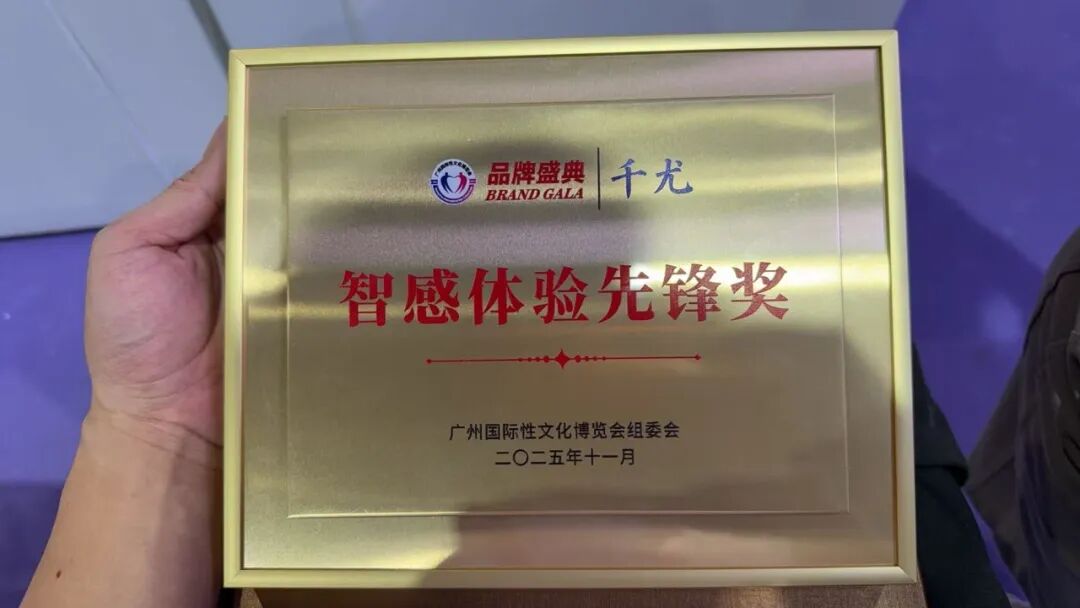 品牌盛典 千尤
BRAND GALA
智感体验先锋奖
广州国际性文化博览会组委会
二〇二五年十一月